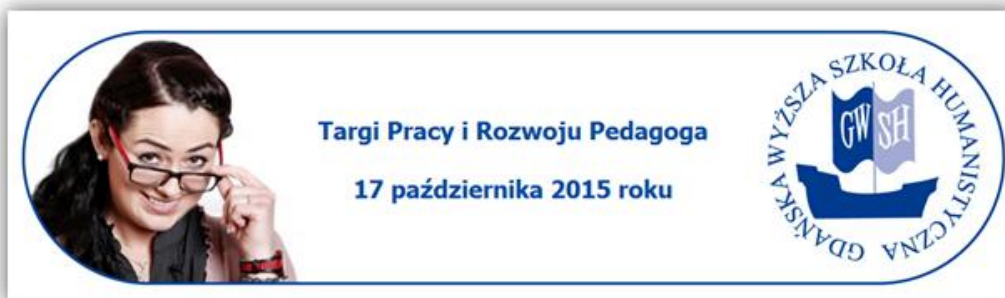 Targi Pracy i Rozwoju Pedagoga
17 października 2015 roku
GDAŃSKA WYŻSZA SZKOŁA HUMANISTYCZNA
GW SH